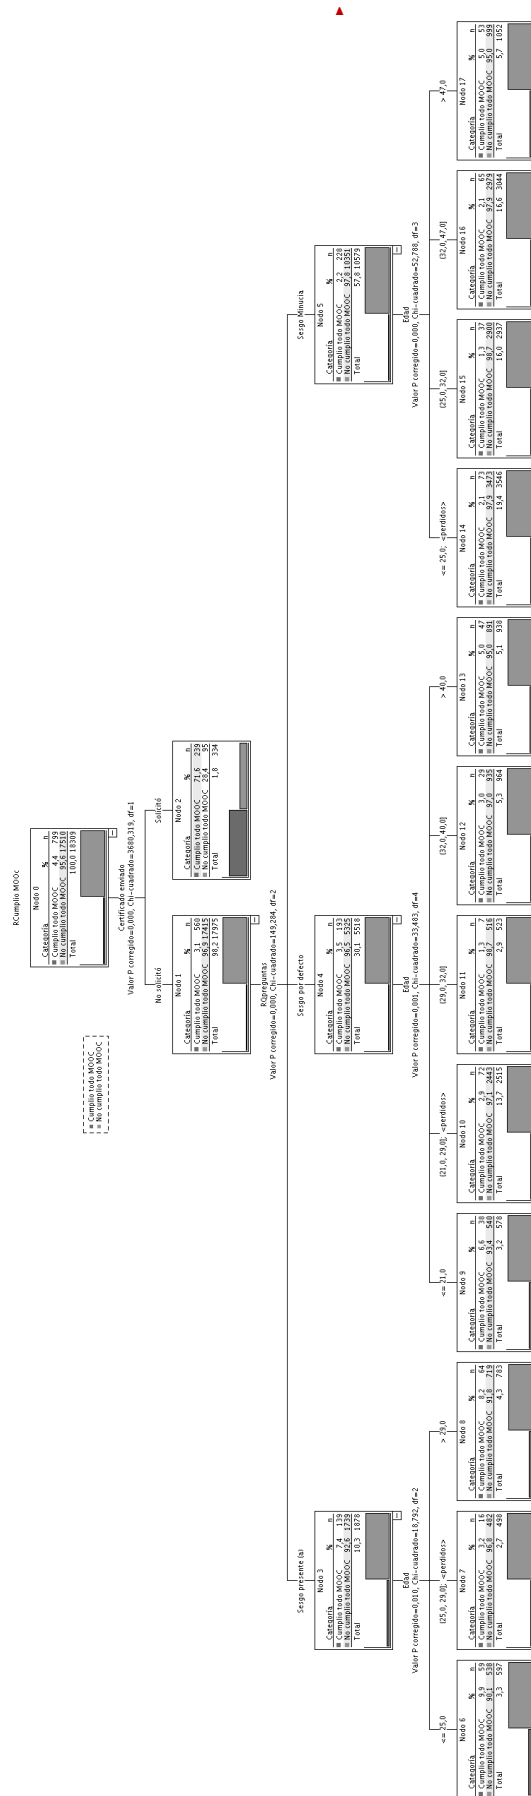 RCumplio MOOc
Nodo 0
Categoría % n
Cumplio todo MOOC 4,4 799
No cumplio todo MOOC 95,6 17510
Total 100,0 18309
Cumplio todo MOOC
No cumplio todo MOOC
Certificado enviado
Valor P corregido=0,000, Chi-cuadrado=3680,319, df=1
No solicitó
Solicitó
Nodo 1
Categoría % n
Cumplio todo MOOC 3,1 560
No cumplio todo MOOC 96,9 17415
Total 98,2 17975
Nodo 2
Categoría % n
Cumplio todo MOOC 71,6 239
No cumplio todo MOOC 28,4 95
Total 1,8 334
RQpreguntas
Valor P corregido=0,000, Chi-cuadrado=149,284, df=2
Sesgo presente (a)
Sesgo por defecto
Sesgo Minucia
Nodo 3
Categoría % n
Cumplio todo MOOC 7,4 139
No cumplio todo MOOC 92,6 1739
Total 10,3 1878
Nodo 4
Categoría % n
Cumplio todo MOOC 3,5 193
No cumplio todo MOOC 96,5 5325
Total 30,1 5518
Nodo 5
Categoría % n
Cumplio todo MOOC 2,2 228
No cumplio todo MOOC 97,8 10351
Total 57,8 10579
Edad
Valor P corregido=0,010, Chi-cuadrado=18,792, df=2
Edad
Valor P corregido=0,001, Chi-cuadrado=33,483, df=4
Edad
Valor P corregido=0,000, Chi-cuadrado=52,788, df=3
<= 25,0
(25,0, 29,0]; <perdidos>
> 29,0
<= 21,0
(21,0, 29,0]; <perdidos>
(29,0, 32,0]
(32,0, 40,0]
> 40,0
<= 25,0; <perdidos>
(25,0, 32,0]
(32,0, 47,0]
> 47,0
Nodo 6
Categoría % n
Cumplio todo MOOC 9,9 59
No cumplio todo MOOC 90,1 538
Total 3,3 597
Nodo 7
Categoría % n
Cumplio todo MOOC 3,2 16
No cumplio todo MOOC 96,8 482
Total 2,7 498
Nodo 8
Categoría % n
Cumplio todo MOOC 8,2 64
No cumplio todo MOOC 91,8 719
Total 4,3 783
Nodo 9
Categoría % n
Cumplio todo MOOC 6,6 38
No cumplio todo MOOC 93,4 540
Total 3,2 578
Nodo 10
Categoría % n
Cumplio todo MOOC 2,9 72
No cumplio todo MOOC 97,1 2443
Total 13,7 2515
Nodo 11
Categoría % n
Cumplio todo MOOC 1,3 7
No cumplio todo MOOC 98,7 516
Total 2,9 523
Nodo 12
Categoría % n
Cumplio todo MOOC 3,0 29
No cumplio todo MOOC 97,0 935
Total 5,3 964
Nodo 13
Categoría % n
Cumplio todo MOOC 5,0 47
No cumplio todo MOOC 95,0 891
Total 5,1 938
Nodo 14
Categoría % n
Cumplio todo MOOC 2,1 73
No cumplio todo MOOC 97,9 3473
Total 19,4 3546
Nodo 15
Categoría % n
Cumplio todo MOOC 1,3 37
No cumplio todo MOOC 98,7 2900
Total 16,0 2937
Nodo 16
Categoría % n
Cumplio todo MOOC 2,1 65
No cumplio todo MOOC 97,9 2979
Total 16,6 3044
Nodo 17
Categoría % n
Cumplio todo MOOC 5,0 53
No cumplio todo MOOC 95,0 999
Total 5,7 1052